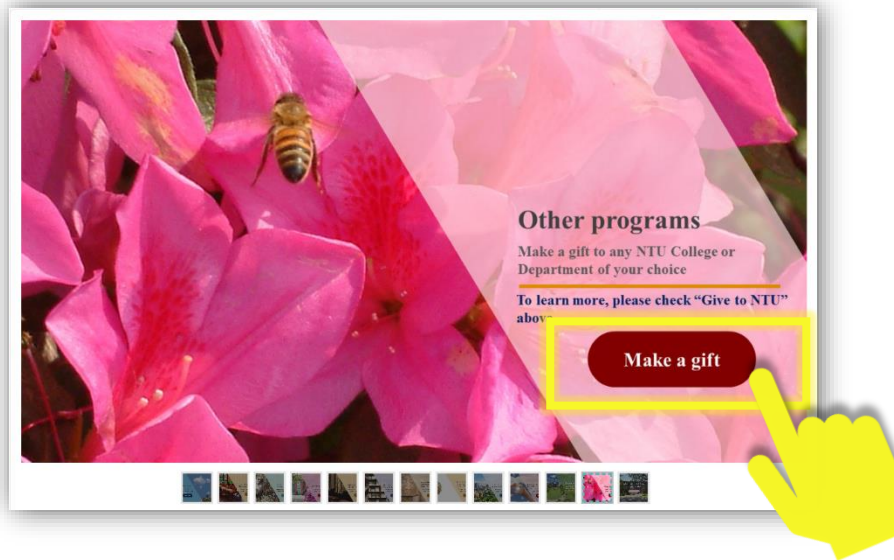 Other programs
Make a gift to any NTU College or
Department of your choice
To learn more, please check “Give to NTU”
above
Make a gift